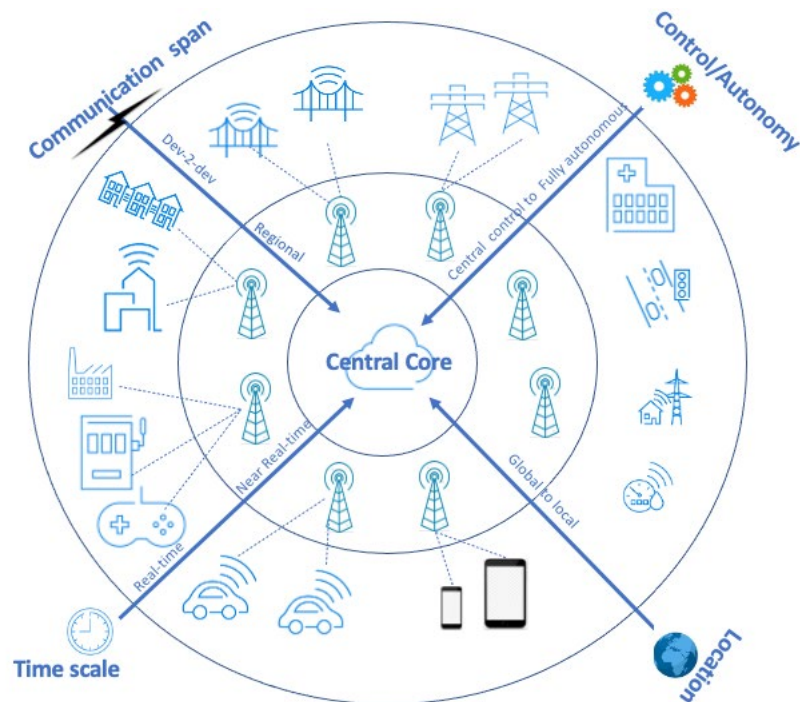 Communication span
Control/Autonomy
Dev-2-dev
Regional
Central control to Fully autonomous
Central Core
Near Real-time
Real-time
Global to local
Time scale
Location